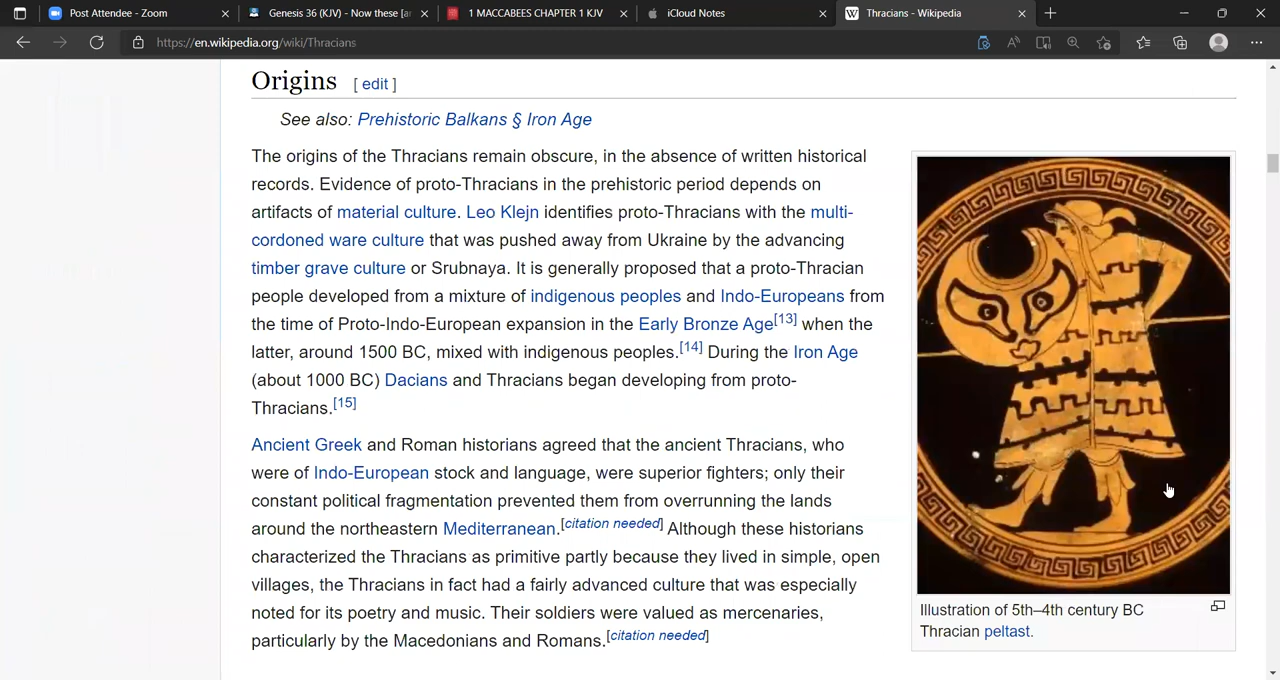 Post Attendee - Zoom
Genesis 36 (KJV) - Now these [ar
1 MACCABEES CHAPTER 1 KJV
iCloud Notes
W Thracians - Wikipedia
https://en.wikipedia.org/wiki/Thracians
Origins [ edit ]
See also: Prehistoric Balkans § Iron Age
The origins of the Thracians remain obscure, in the absence of written historical
records. Evidence of proto-Thracians in the prehistoric period depends on
artifacts of material culture. Leo Klejn identifies proto-Thracians with the multi-
cordoned ware culture that was pushed away from Ukraine by the advancing
timber grave culture or Srubnaya. It is generally proposed that a proto-Thracian
people developed from a mixture of indigenous peoples and Indo-Europeans from
the time of Proto-Indo-European expansion in the Early Bronze Age[13] when the
latter, around 1500 BC, mixed with indigenous peoples.[14] During the Iron Age
(about 1000 BC) Dacians and Thracians began developing from proto-
Thracians.[15]
Ancient Greek and Roman historians agreed that the ancient Thracians, who
were of Indo-European stock and language, were superior fighters; only their
constant political fragmentation prevented them from overrunning the lands
around the northeastern Mediterranean.[citation needed] Although these historians
characterized the Thracians as primitive partly because they lived in simple, open
villages, the Thracians in fact had a fairly advanced culture that was especially
noted for its poetry and music. Their soldiers were valued as mercenaries,
particularly by the Macedonians and Romans.[citation needed]
Illustration of 5th–4th century BC
Thracian peltast.